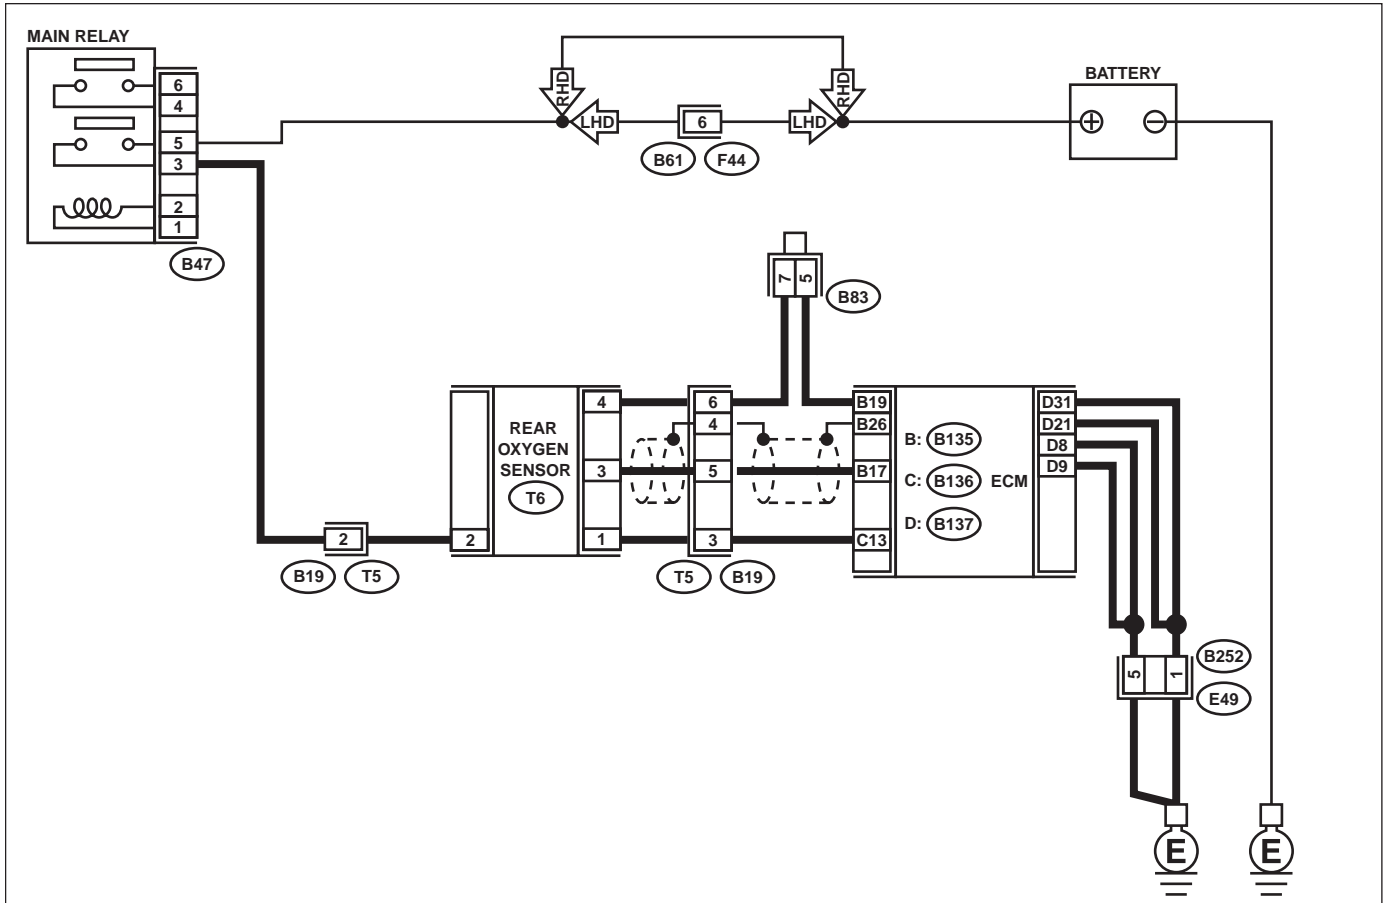 MAIN RELAY
6
4
5
3
2
1
B47
RHD
RHD
LHD
6
LHD
B61
F44
BATTERY
7
5
B83
REAR
OXYGEN
SENSOR
T6
2
4
3
1
2
B19
T5
6
4
5
3
T5
B19
B19
B26
B17
C13
B: B135
C: B136
D: B137
ECM
D31
D21
D8
D9
5
1
B252
E49
E
E